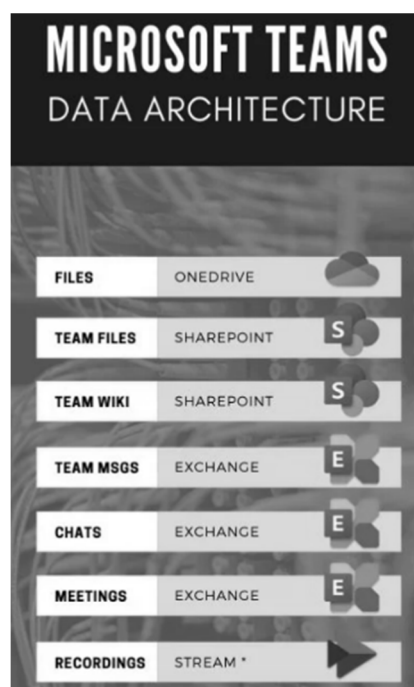 MICROSOFT TEAMS
DATA ARCHITECTURE
FILES ONEDRIVE
TEAM FILES SHAREPOINT S
TEAM WIKI SHAREPOINT S
TEAM MSGS EXCHANGE E
CHATS EXCHANGE E
MEETINGS EXCHANGE E
RECORDINGS STREAM *